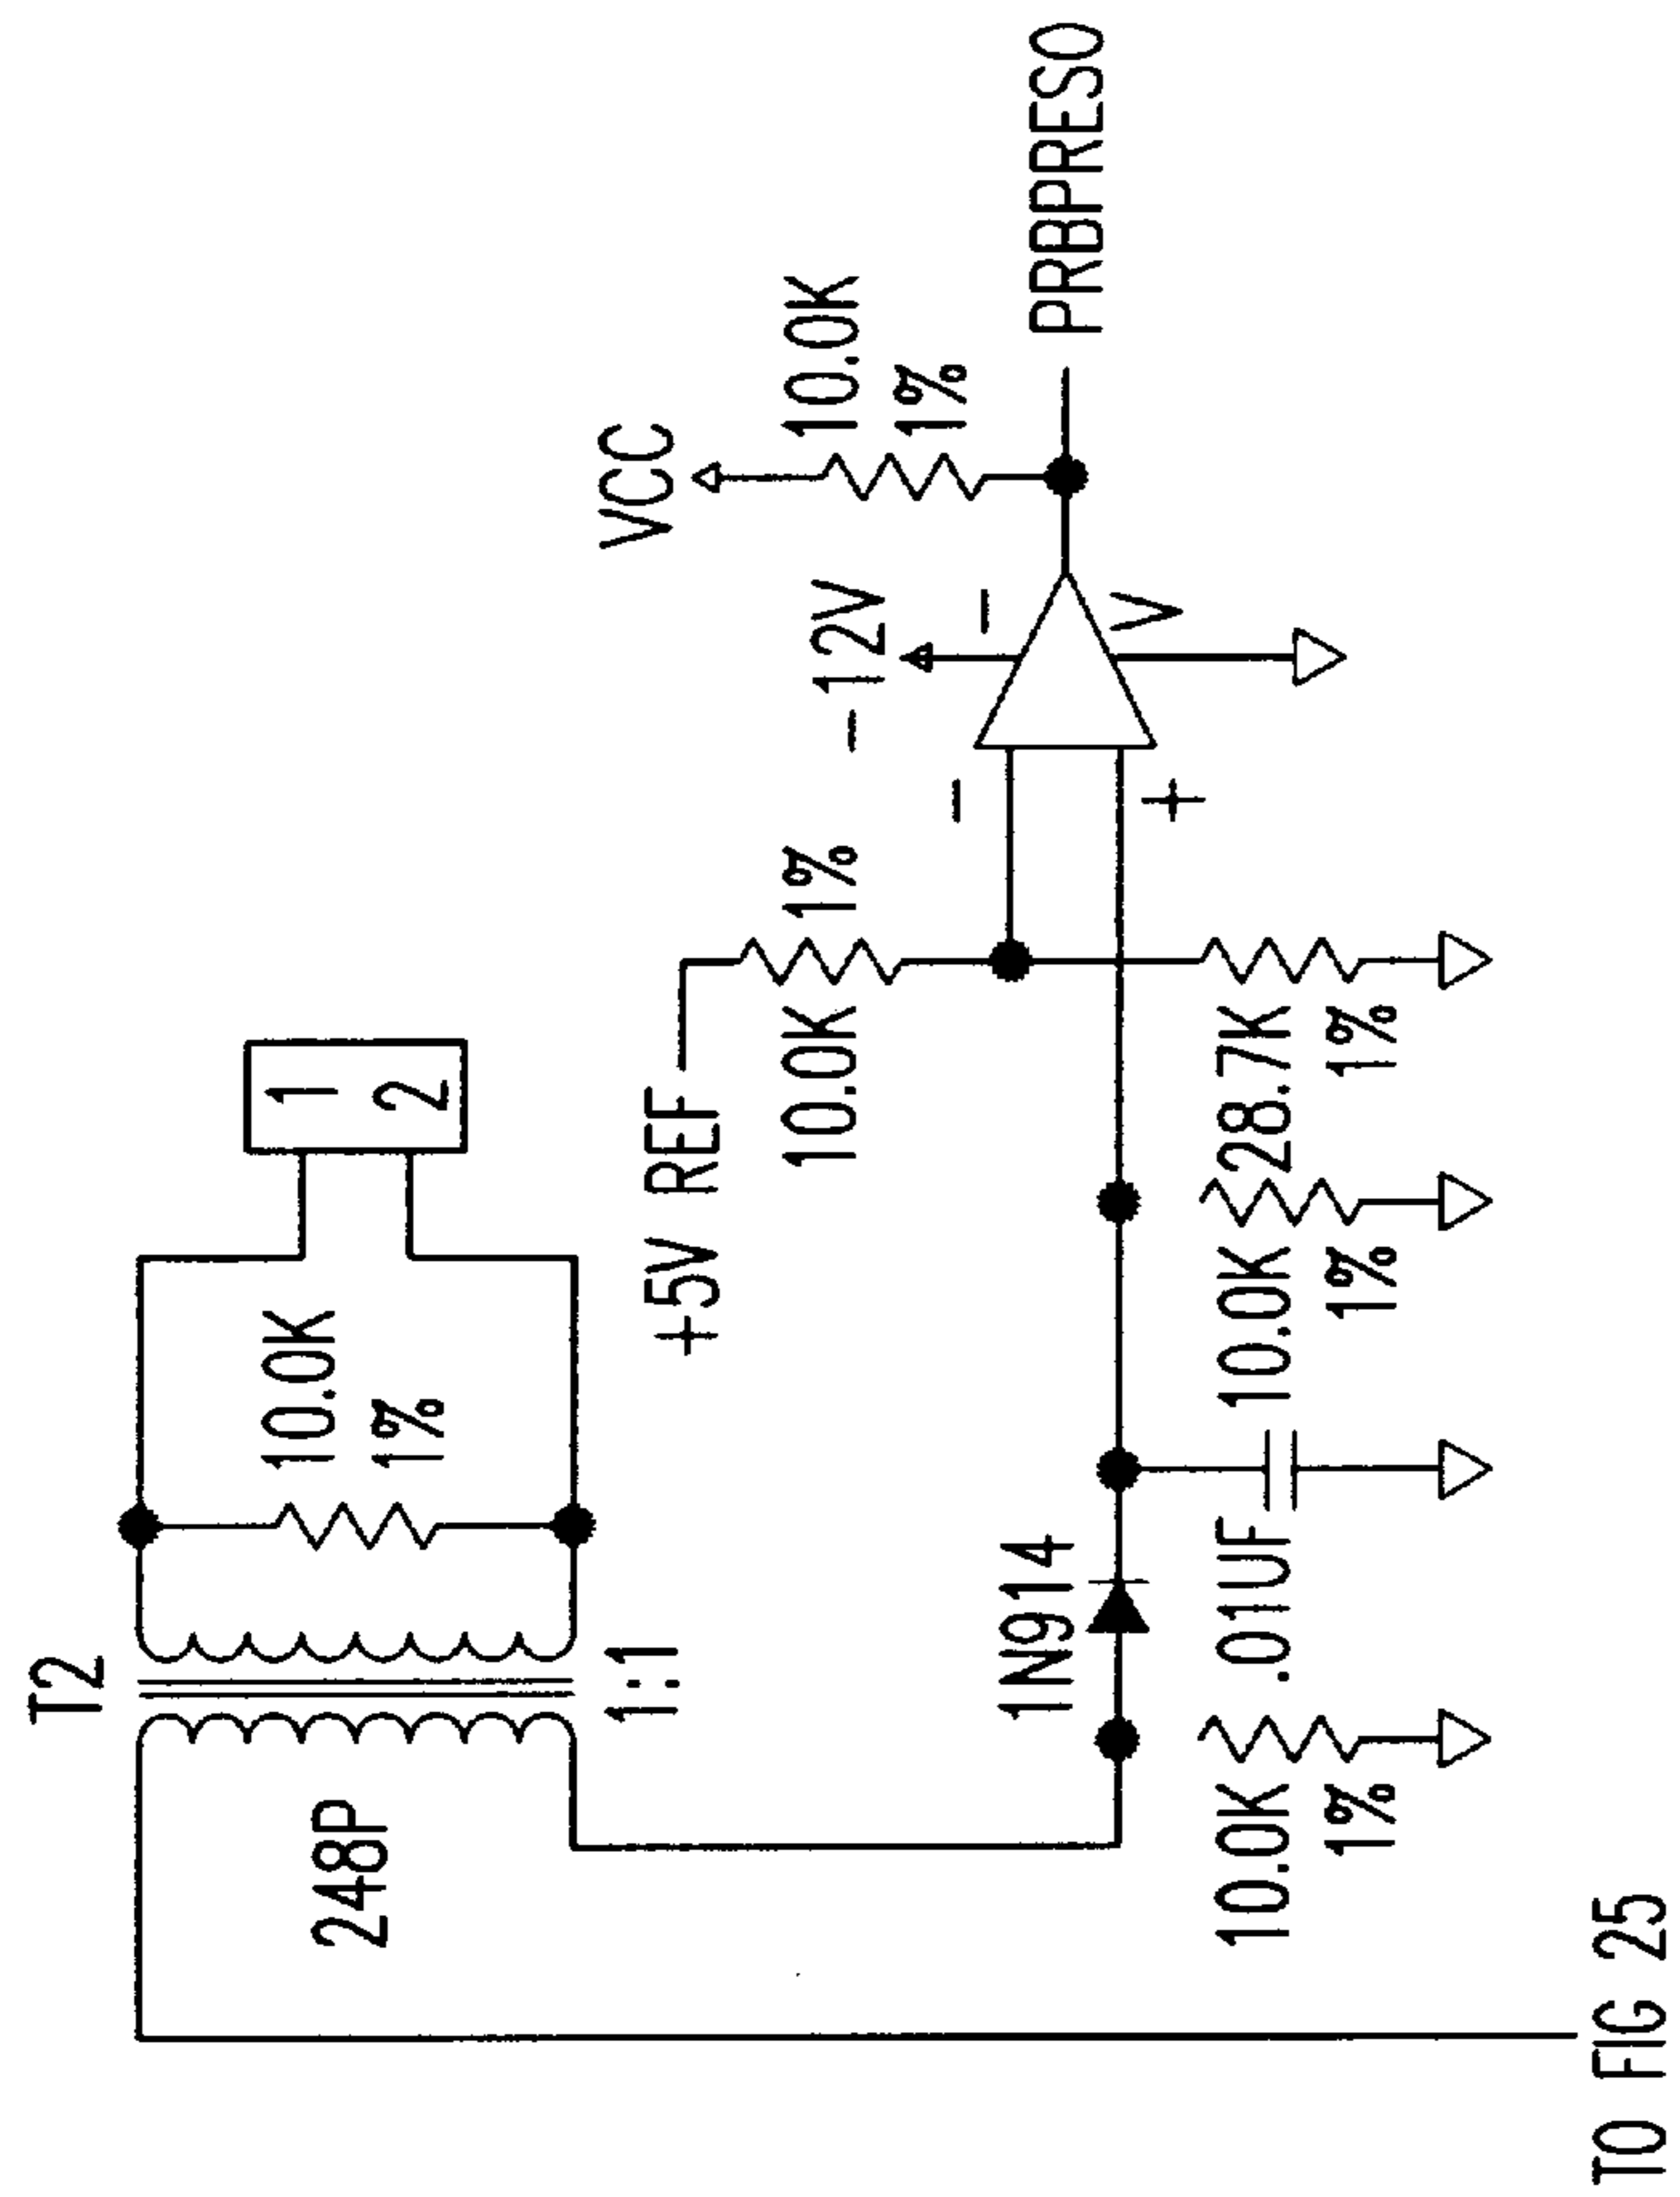 T2
248P
1:1
10.0K
1%
1
2
+5V REF
10.0K
1%
-12V
VCC
10.0K
1%
-
+
-
V
PRBPRESO
1N914
10.0K
1%
.01UF
10.0K
1%
28.7K
1%
TO FIG 25